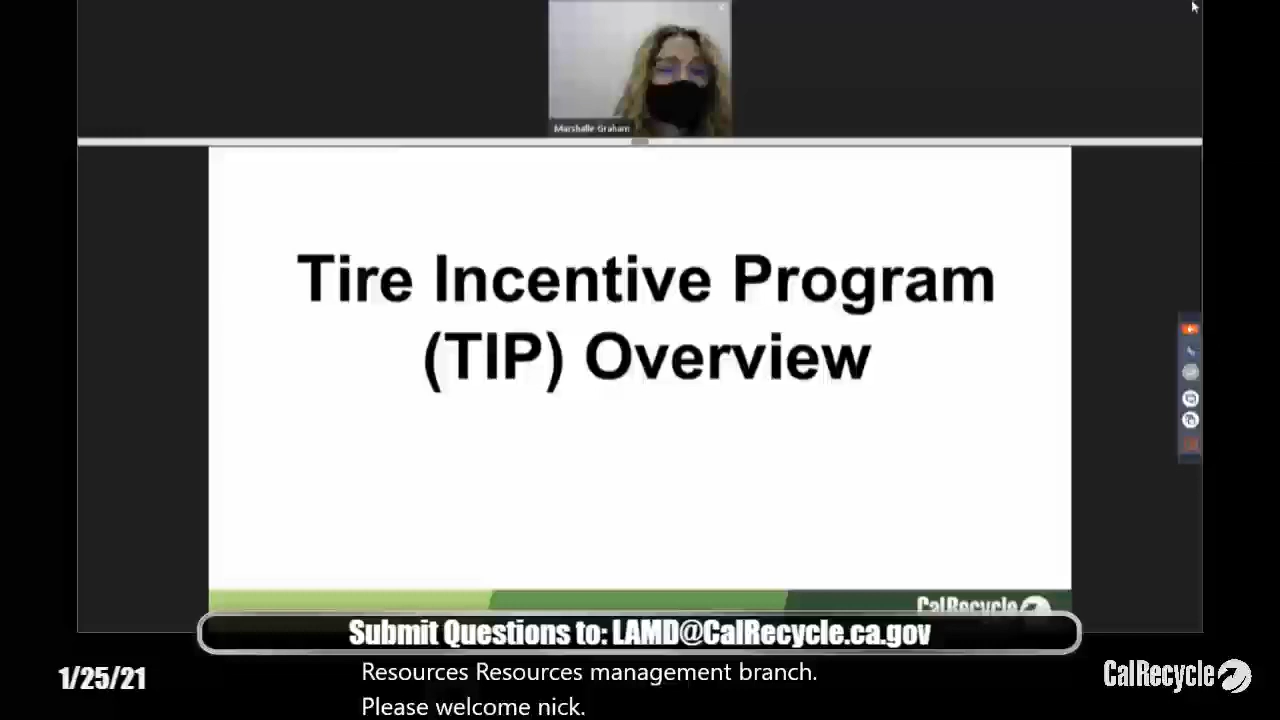 Marshalle Graham
Tire Incentive Program
(TIP) Overview
CalRecycle
Submit Questions to: LAMD@CalRecycle.ca.gov
1/25/21
Resources Resources management branch.
Please welcome nick.
CalRecycle